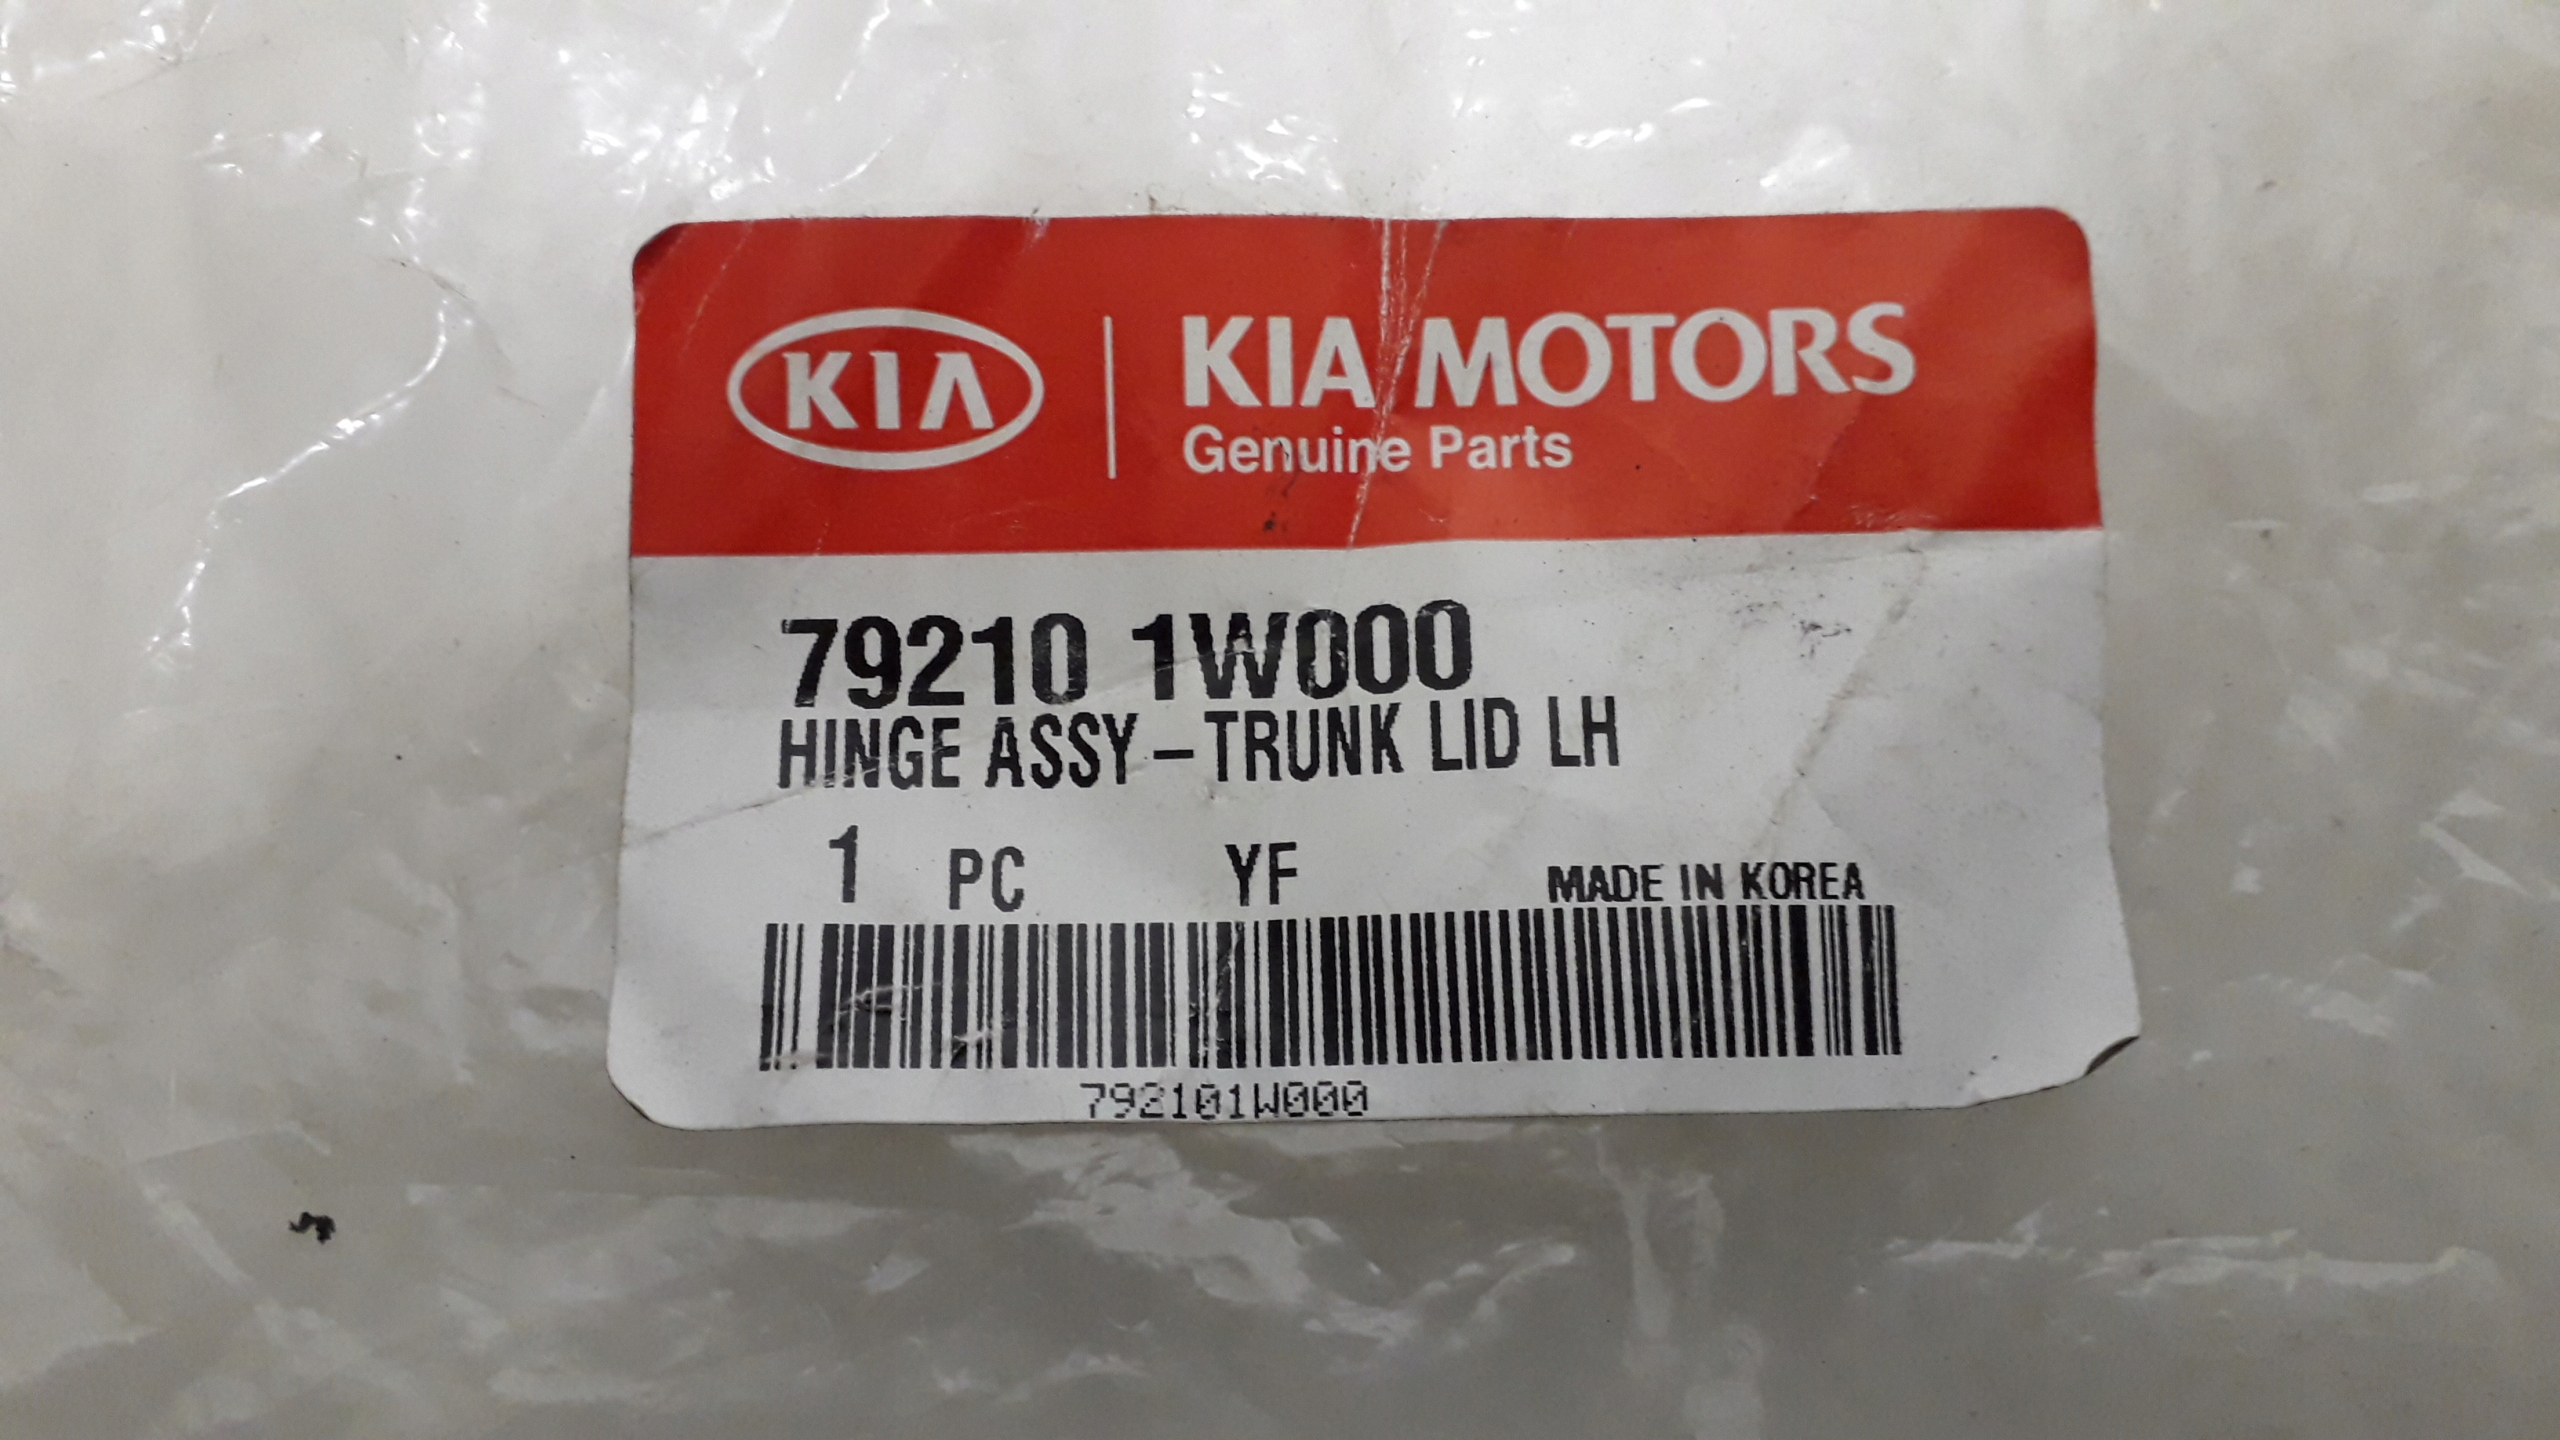 KIA
KIA MOTORS
Genuine Parts
79210 1W000
HINGE ASSY-TRUNK LID LH
1 PC YF MADE IN KOREA
792101W000